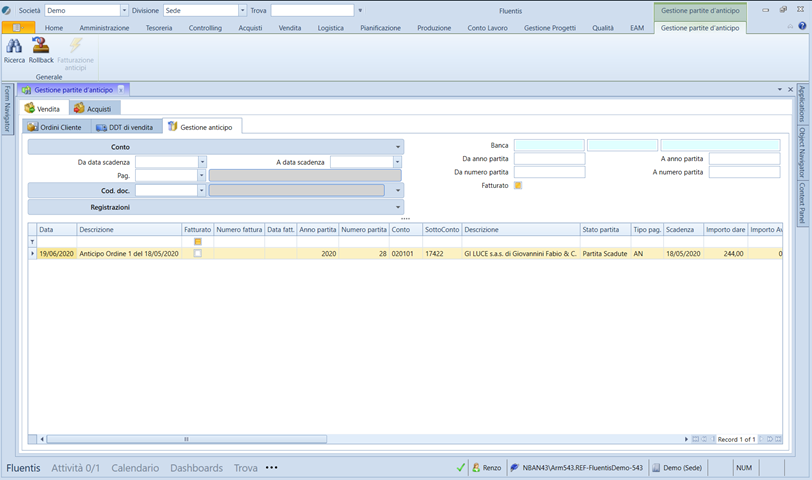 Società Demo Divisione Sede Trova Fluentis Gestione partite d'anticipo
Home Amministrazione Tesoreria Controlling Acquisti Vendita Logistica Pianificazione Produzione Conto Lavoro Gestione Progetti Qualità EAM Gestione partite d'anticipo
Ricerca Rollback Fatturazione anticipi
Generale
Gestione partite d'anticipo
Form Navigator
Applications Object Navigator Context Panel
Vendita Acquisti
Ordini Cliente DDT di vendita Gestione anticipo
Conto Banca
Da data scadenza A data scadenza Da anno partita A anno partita
Pag. Da numero partita A numero partita
Cod. doc. Fatturato
Registrazioni
Data Descrizione Fatturato Numero fattura Data fatt. Anno partita Numero partita Conto SottoConto Descrizione Stato partita Tipo pag. Scadenza Importo dare Importo Av
19/06/2020 Anticipo Ordine 1 del 18/05/2020 2020 28 020101 17422 GI LUCE s.a.s. di Giovannini Fabio & C. Partita Scadute AN 18/05/2020 244,00 0
Record 1 of 1
Fluentis Attività 0/1 Calendario Dashboards Trova ••• Renzo NBAN43\Arm543.REF-FluentisDemo-543 Demo (Sede) NUM